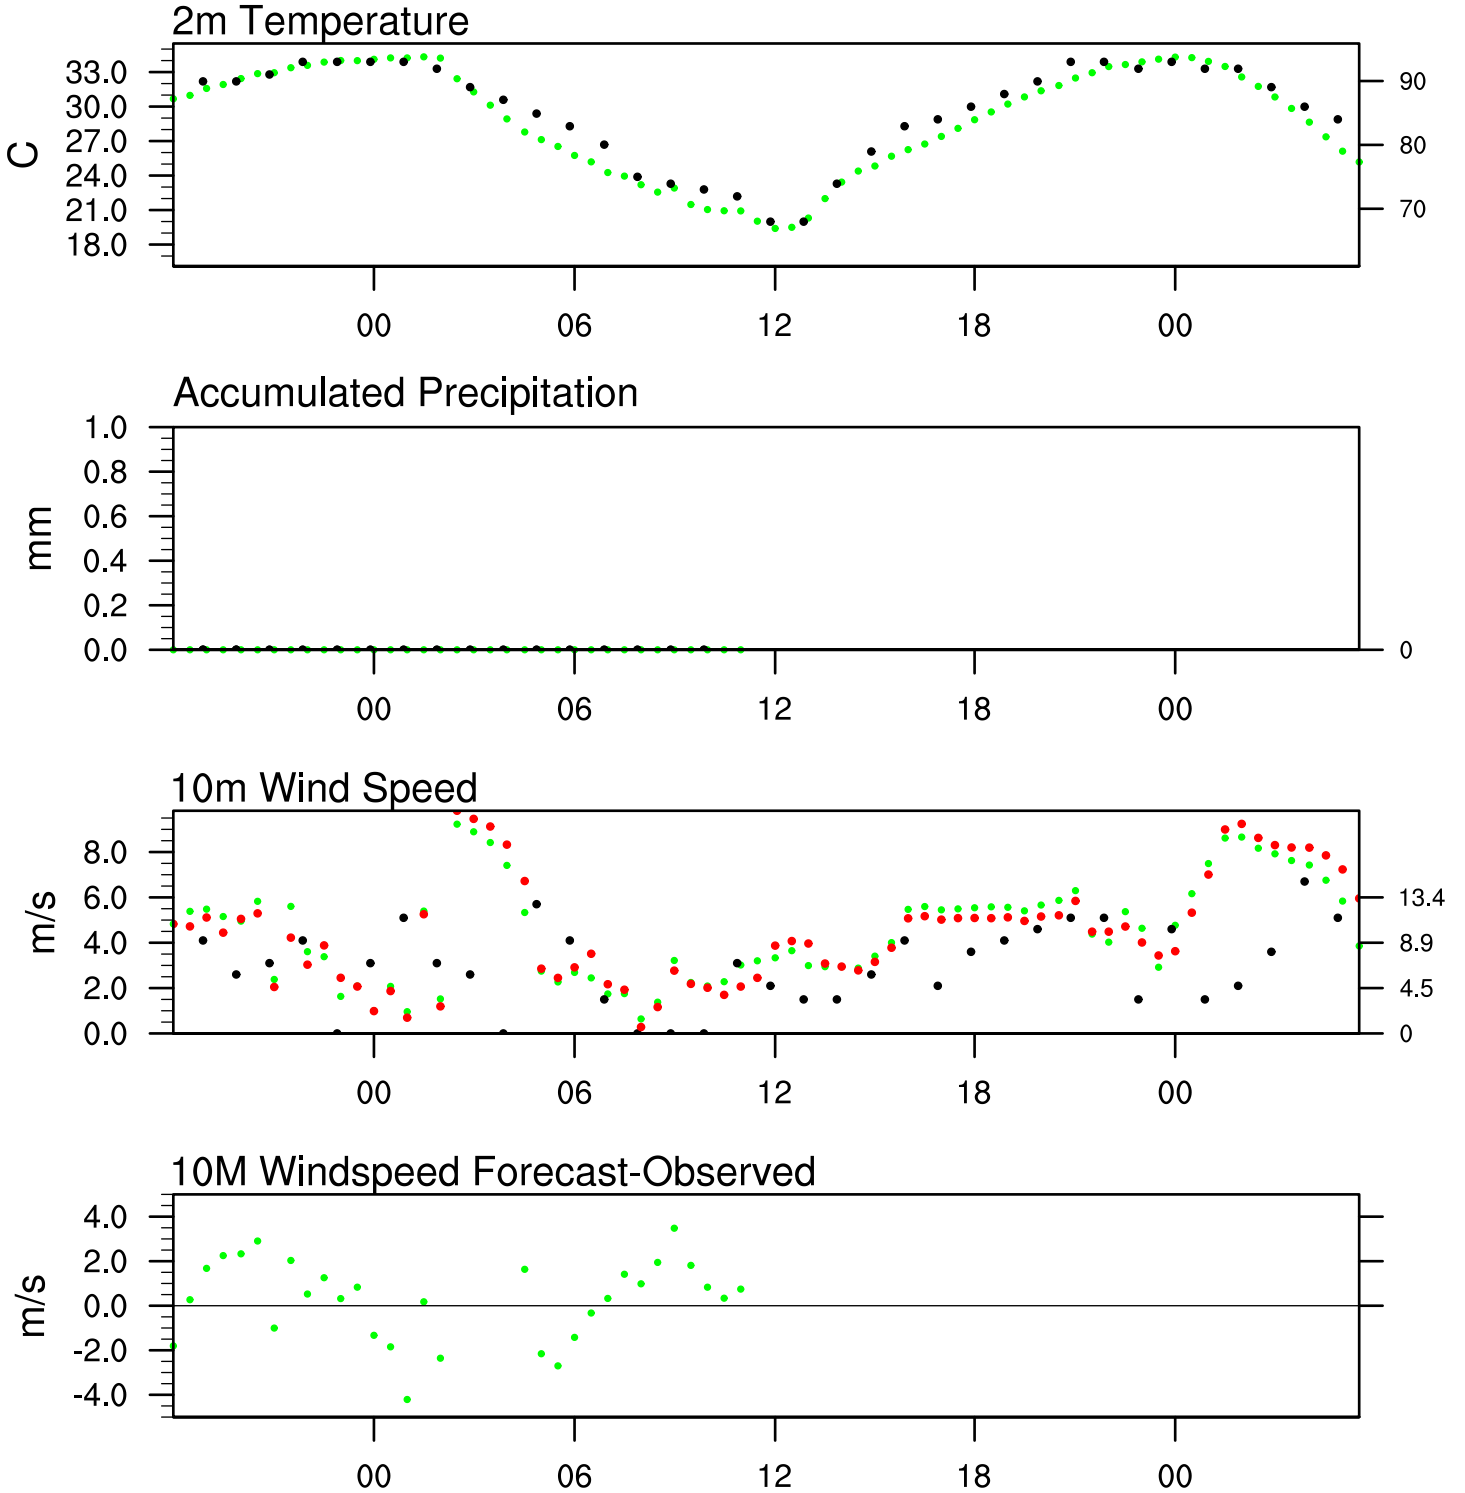 2m Temperature
33.0
30.0
27.0
24.0
21.0
18.0
C
90
80
70
00 06 12 18 00
Accumulated Precipitation
1.0
0.8
0.6
0.4
0.2
0.0
mm
0
00 06 12 18 00
10m Wind Speed
8.0
6.0
4.0
2.0
0.0
m/s
13.4
8.9
4.5
0
00 06 12 18 00
10M Windspeed Forecast-Observed
4.0
2.0
0.0
-2.0
-4.0
m/s
00 06 12 18 00